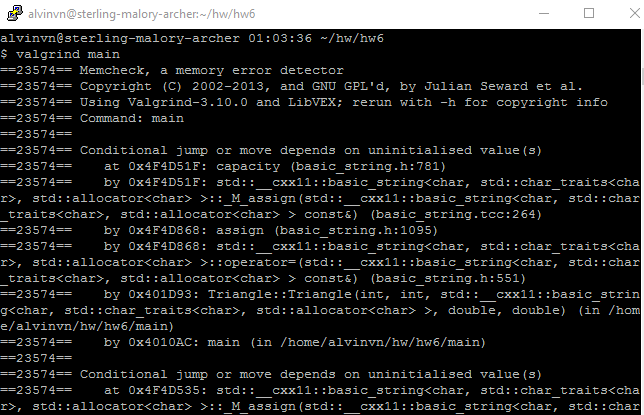 alvinvn@sterling-malory-archer:~/hw/hw6
alvinvn@sterling-malory-archer 01:03:36 ~/hw/hw6
$ valgrind main
==23574== Memcheck, a memory error detector
==23574== Copyright (C) 2002-2013, and GNU GPL'd, by Julian Seward et al.
==23574== Using Valgrind-3.10.0 and LibVEX; rerun with -h for copyright info
==23574== Command: main
==23574==
==23574== Conditional jump or move depends on uninitialised value(s)
==23574==    at 0x4F4D51F: capacity (basic_string.h:781)
==23574==    by 0x4F4D51F: std::__cxx11::basic_string<char, std::char_traits<cha
r>, std::allocator<char> >::_M_assign(std::__cxx11::basic_string<char, std::char
_traits<char>, std::allocator<char> > const&) (basic_string.tcc:264)
==23574==    by 0x4F4D868: assign (basic_string.h:1095)
==23574==    by 0x4F4D868: std::__cxx11::basic_string<char, std::char_traits<cha
r>, std::allocator<char> >::operator=(std::__cxx11::basic_string<char, std::char
_traits<char>, std::allocator<char> > const&) (basic_string.h:551)
==23574==    by 0x401D93: Triangle::Triangle(int, int, std::__cxx11::basic_strin
g<char, std::char_traits<char>, std::allocator<char> >, double, double) (in /hom
e/alvinvn/hw/hw6/main)
==23574==    by 0x4010AC: main (in /home/alvinvn/hw/hw6/main)
==23574==
==23574== Conditional jump or move depends on uninitialised value(s)
==23574==    at 0x4F4D535: std::__cxx11::basic_string<char, std::char_traits<cha
r>, std::allocator<char> >::_M_assign(std::__cxx11::basic_string<char, std::char